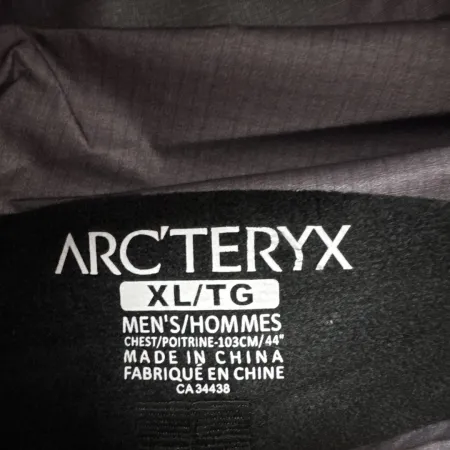 ARC'TERYX
XL/TG
MEN'S/HOMMES
CHEST/POITRINE-103CM/44"
MADE IN CHINA
FABRIQUÉ EN CHINE
CA34438